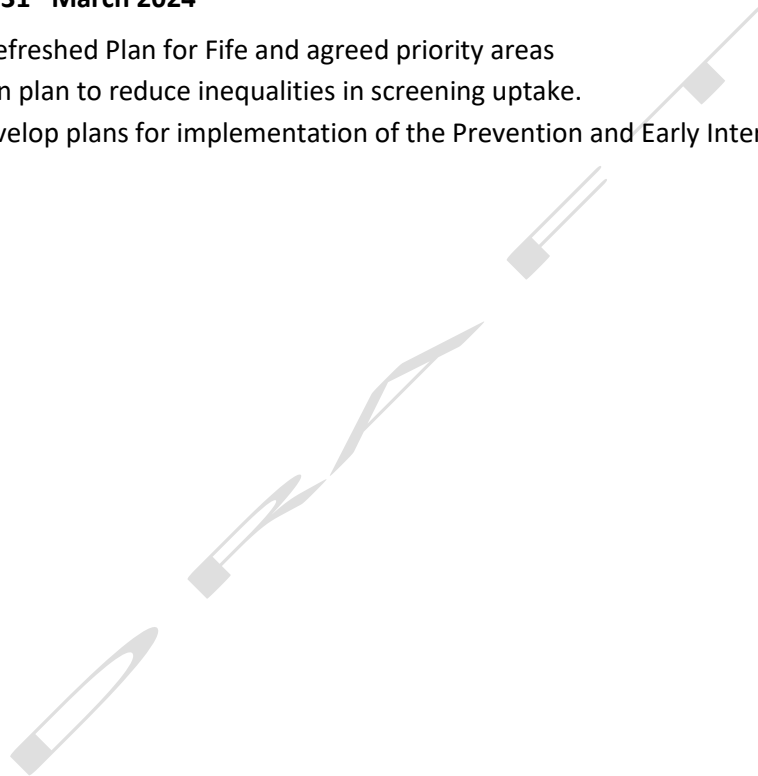 31 March 2024
efreshed Plan for Fife and agreed priority areas
n plan to reduce inequalities in screening uptake.
velop plans for implementation of the Prevention and Early Inter